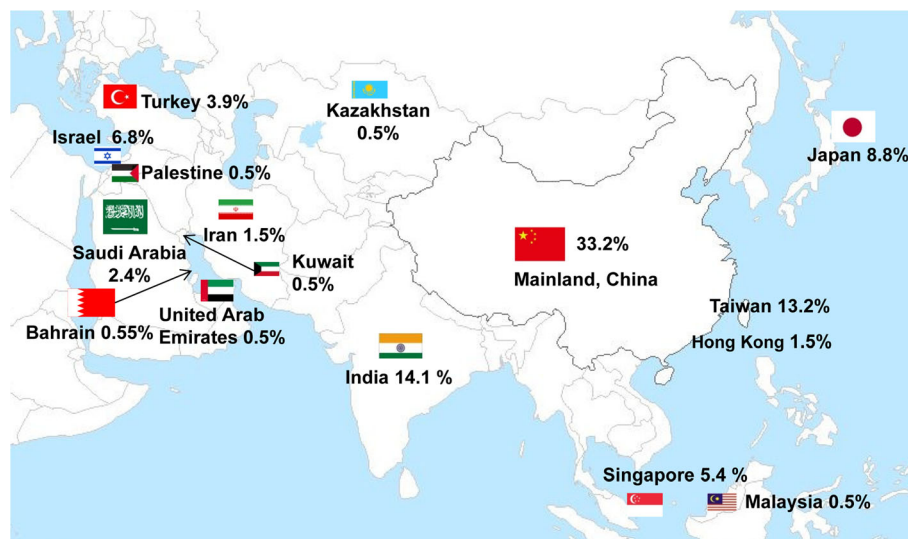 Turkey 3.9%
Kazakhstan
0.5%
Israel  6.8%
Palestine 0.5%
Japan 8.8%
Iran 1.5%
Saudi Arabia
2.4%
Kuwait
0.5%
33.2%
Mainland, China
Bahrain 0.55%
United Arab
Emirates 0.5%
Taiwan 13.2%
Hong Kong 1.5%
India 14.1 %
Singapore 5.4 %
Malaysia 0.5%